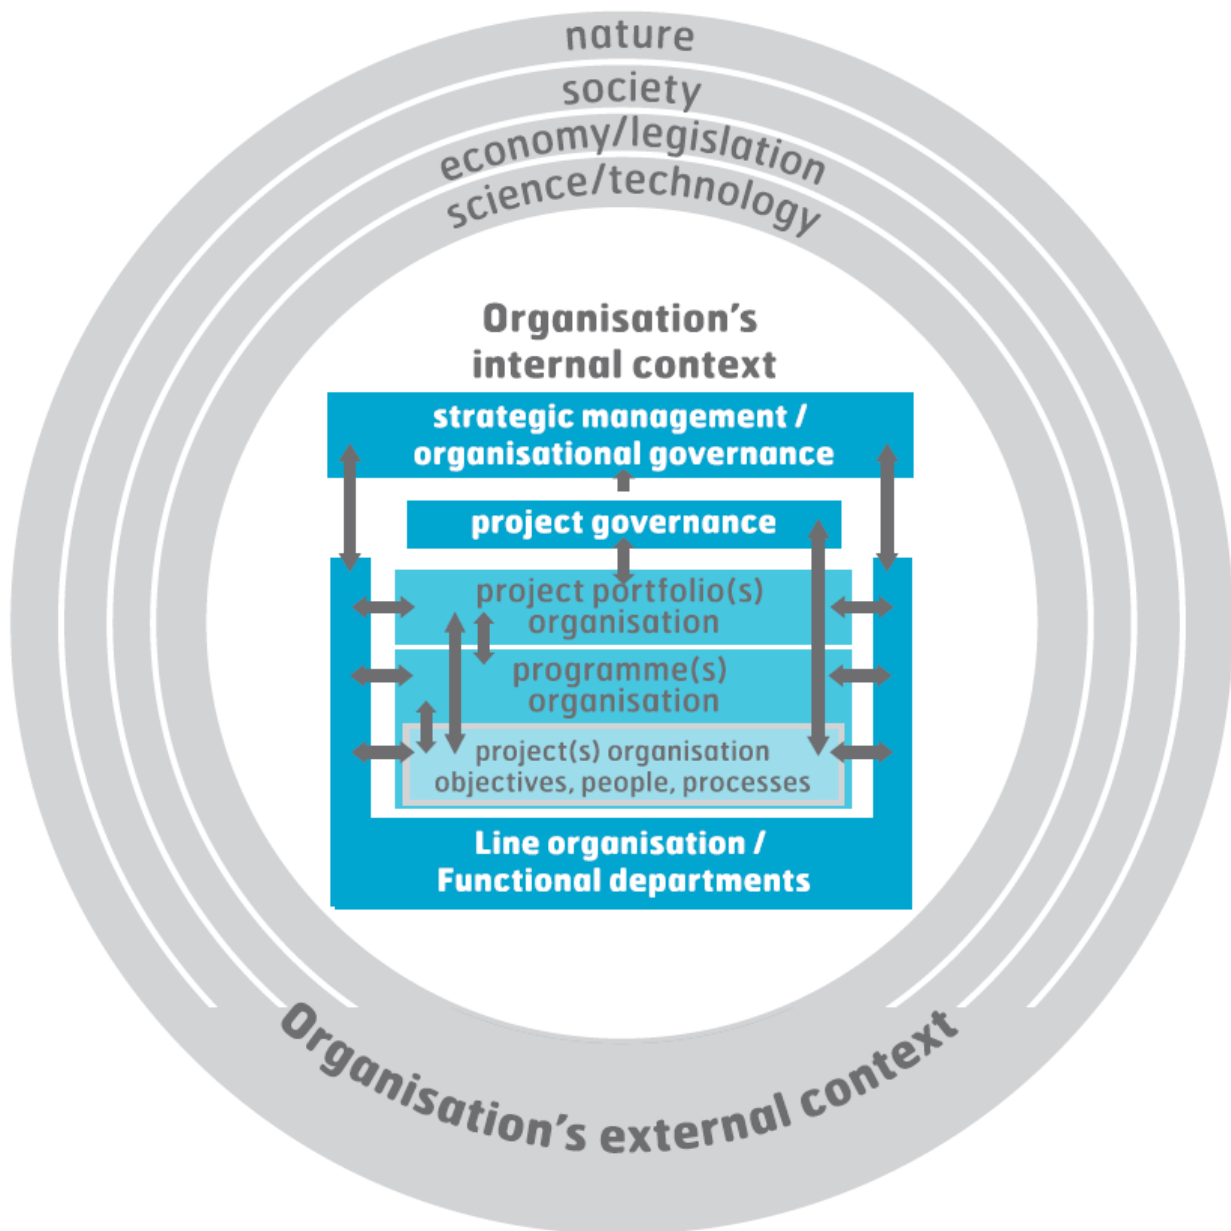 nature
society
economy/legislation
science/technology
Organisation’s
internal context
strategic management /
organisational governance
project governance
project portfolio(s)
organisation
programme(s)
organisation
project(s) organisation
objectives, people, processes
Line organisation /
Functional departments
Organisation’s external context